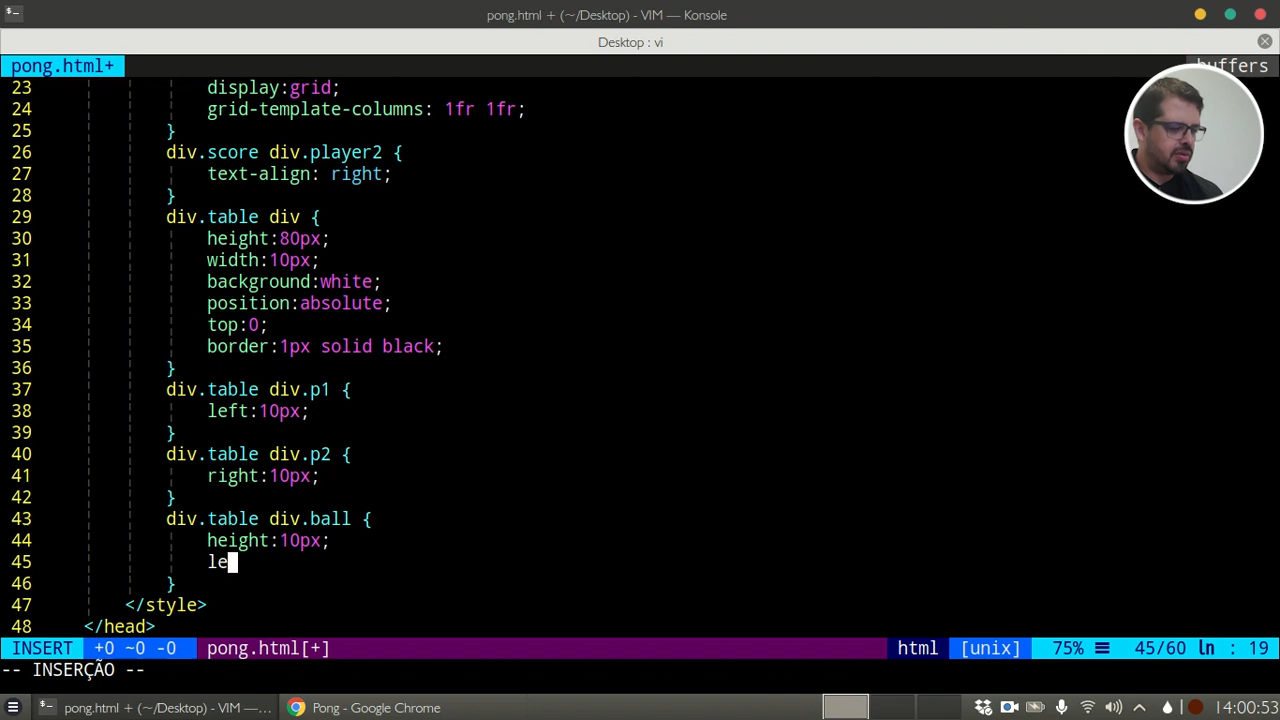 pong.html + (~/Desktop) - VIM — Konsole
Desktop : vi
pong.html+ buffers
23 display:grid;
24 grid-template-columns: 1fr 1fr;
25 }
26 div.score div.player2 {
27 text-align: right;
28 }
29 div.table div {
30 height:80px;
31 width:10px;
32 background:white;
33 position:absolute;
34 top:0;
35 border:1px solid black;
36 }
37 div.table div.p1 {
38 left:10px;
39 }
40 div.table div.p2 {
41 right:10px;
42 }
43 div.table div.ball {
44 height:10px;
45 le
46 }
47 </style>
48 </head>
INSERT +0 ~0 -0 pong.html[+] html [unix] 75% ☰ 45/60 ln : 19
-- INSERÇÃO --
pong.html + (~/Desktop) - VIM —... Pong - Google Chrome 14:00:53